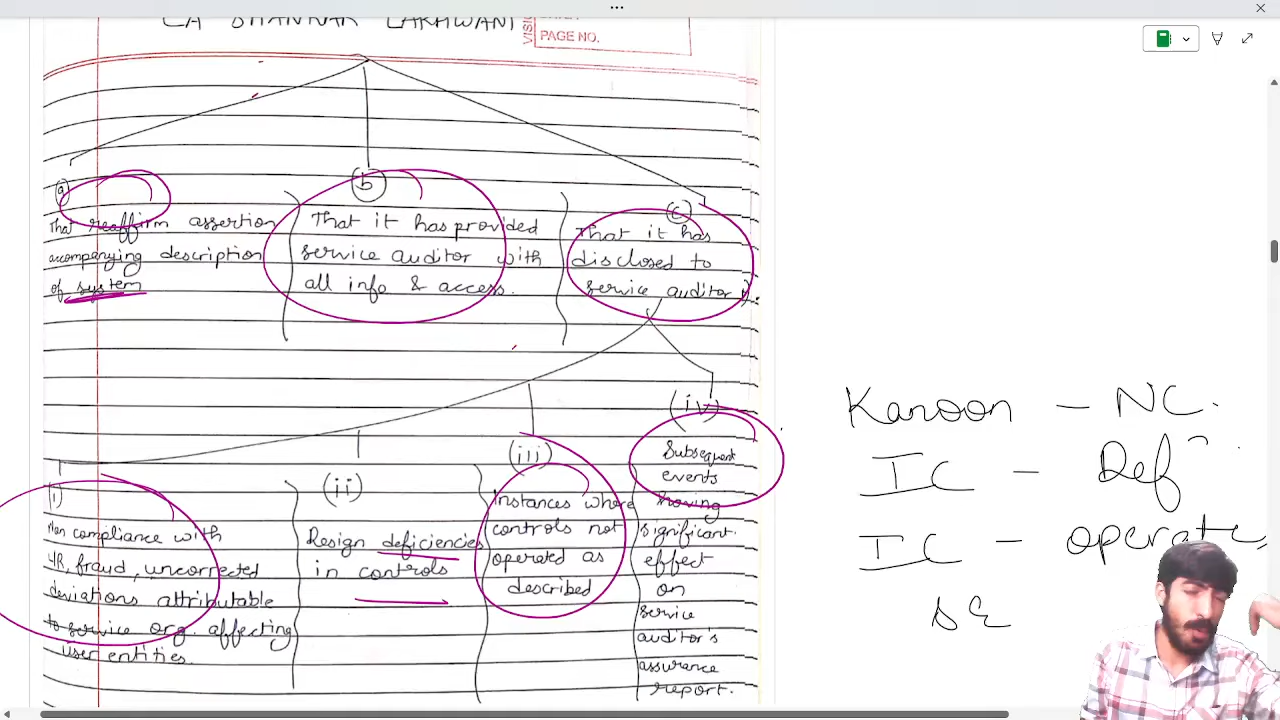 CA SHANKAR LAKHWANI
PAGE NO.
(a)
That reaffirm assertion
accompanying description
of system
(b)
That it has provided
service auditor with
all info & access.
(c)
That it has
disclosed to
service auditor
(i)
Non compliance with
fraud, uncorrected
deviations attributable
to service org. affecting
user entities.
(ii)
Design deficiencies
in controls
(iii)
Instances where
controls not
operated as
described
(iv)
Subsequent
events
having
significant
effect
on
service
auditor's
assurance
report.
Kanoon - NC.
IC - Def
IC - operate
SE